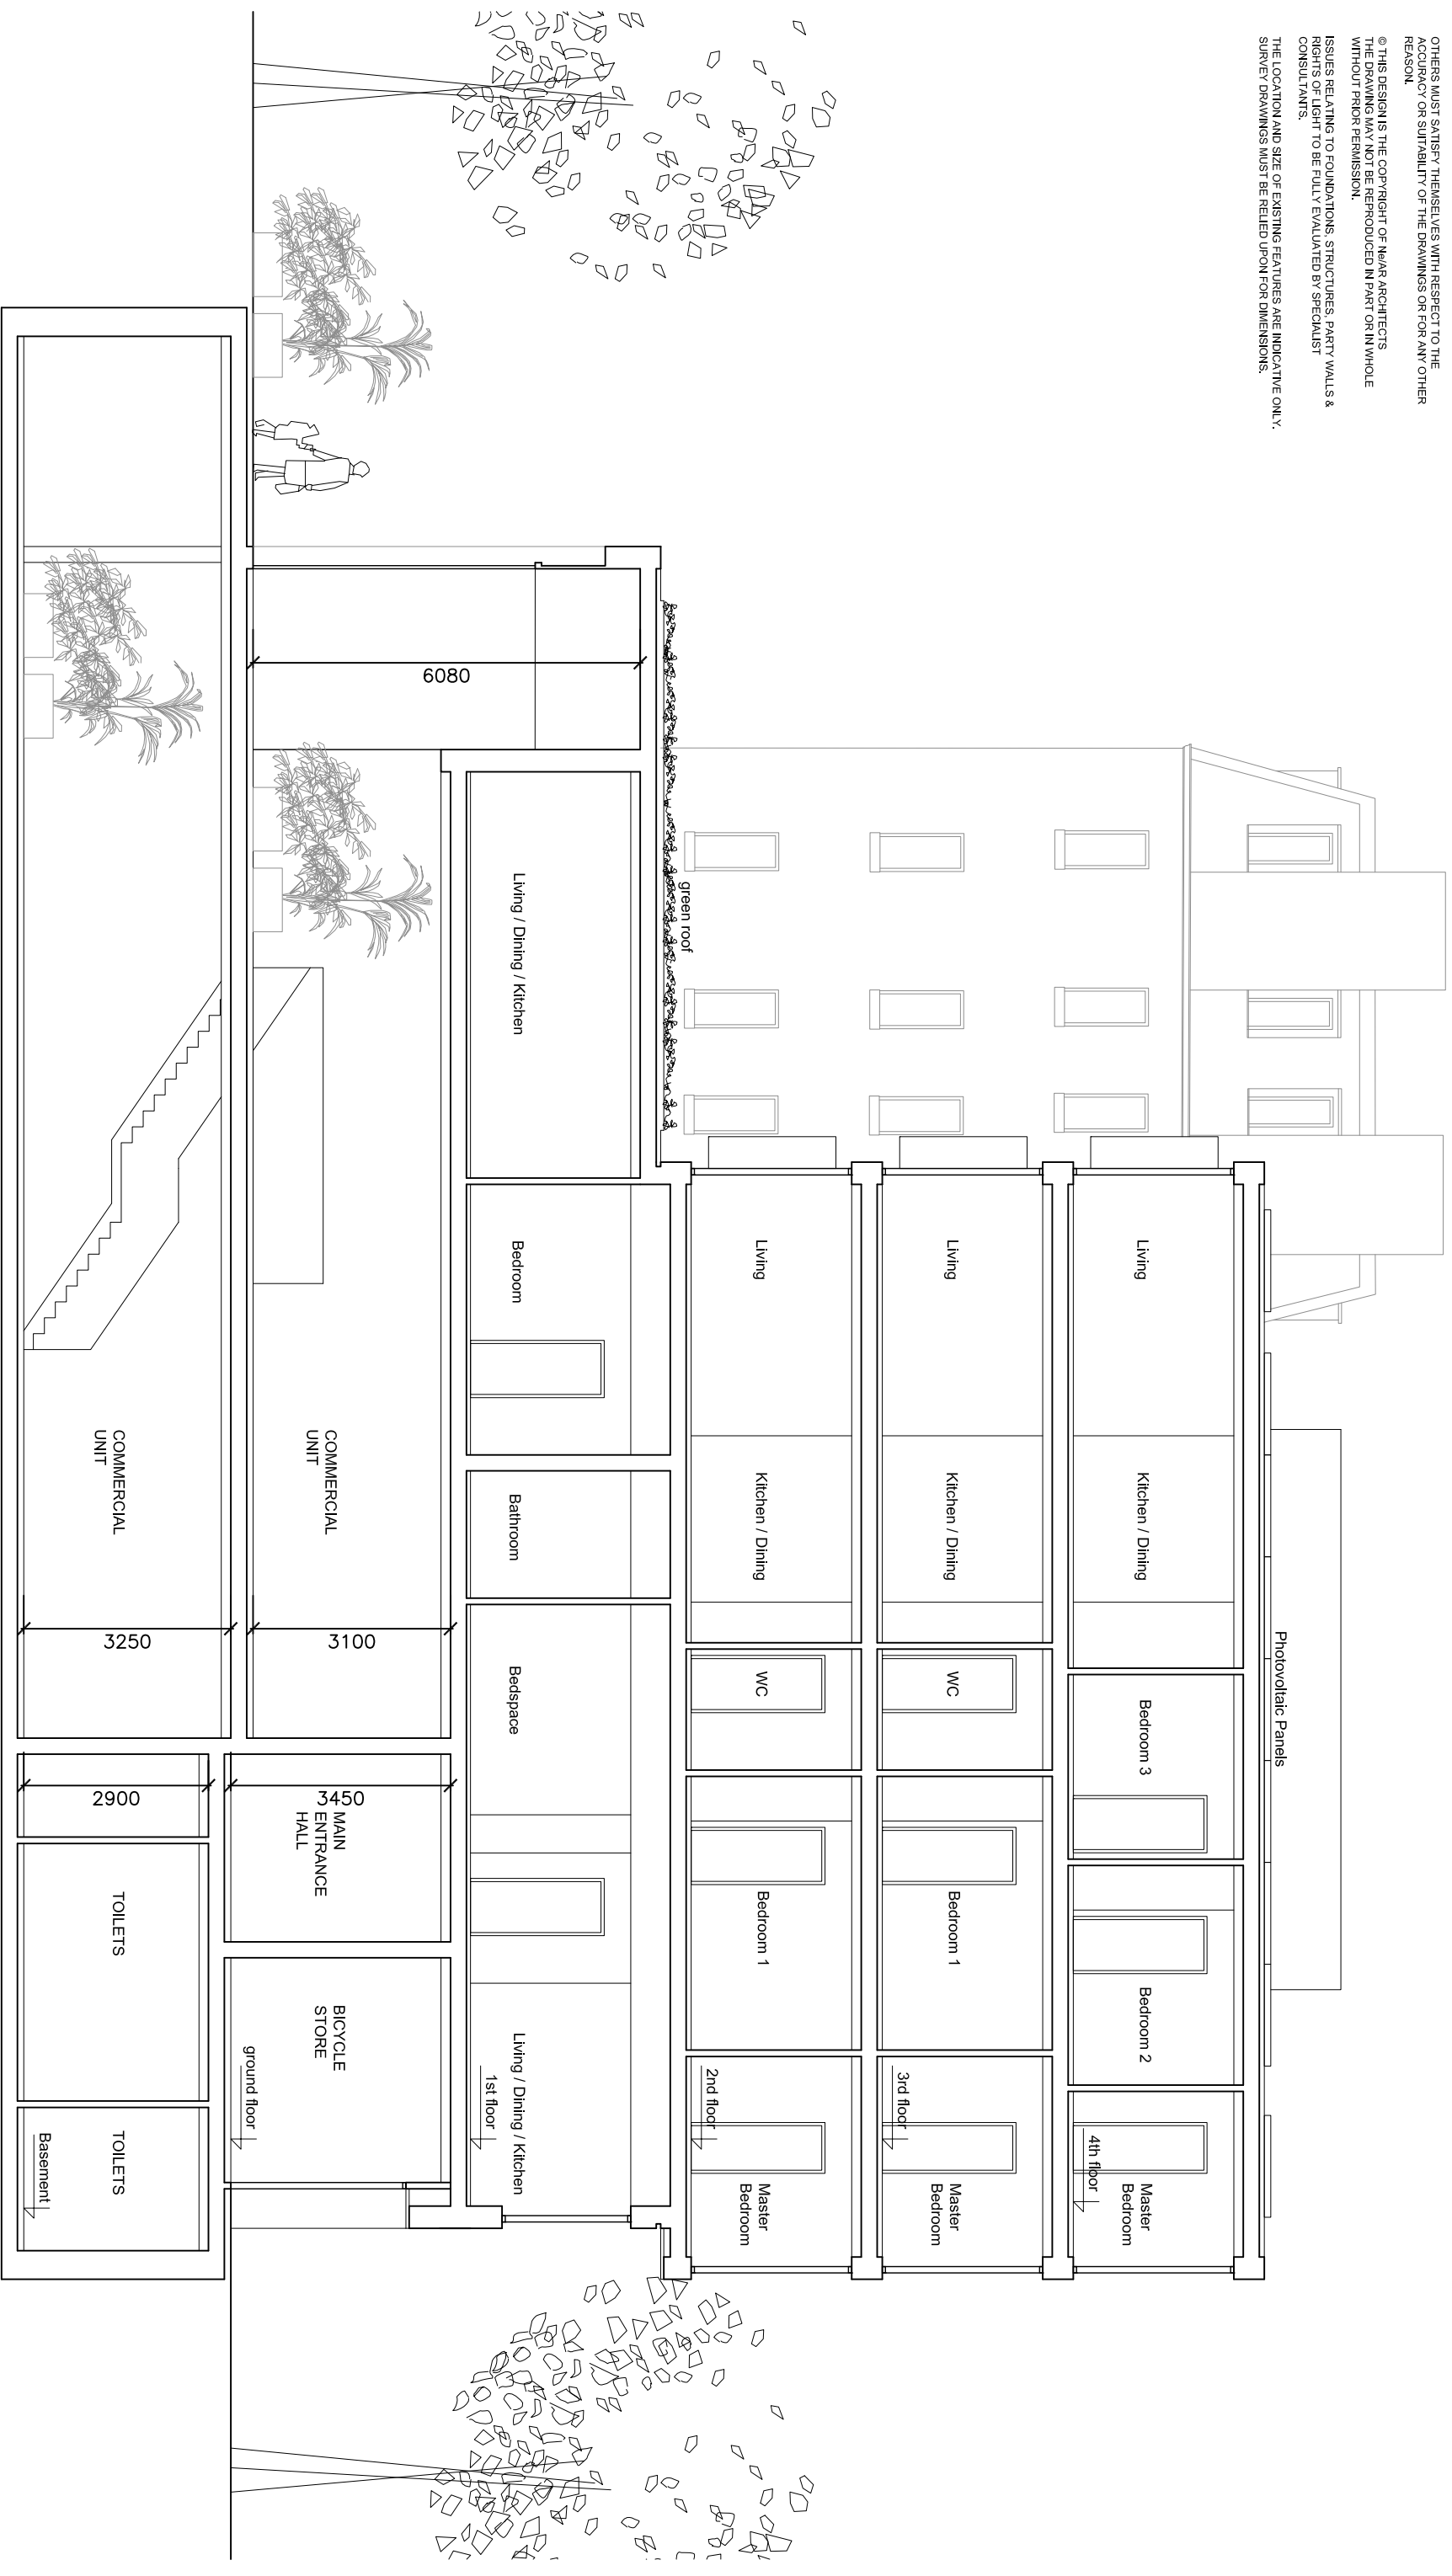 OTHERS MUST SATISFY THEMSELVES WITH RESPECT TO THE
ACCURACY OR SUITABILITY OF THE DRAWINGS OR FOR ANY OTHER
REASON.
© THIS DESIGN IS THE COPYRIGHT OF Ne/AR ARCHITECTS
THE DRAWING MAY NOT BE REPRODUCED IN PART OR IN WHOLE
WITHOUT PRIOR PERMISSION.
ISSUES RELATING TO FOUNDATIONS, STRUCTURES, PARTY WALLS &
RIGHTS OF LIGHT TO BE FULLY EVALUATED BY SPECIALIST
CONSULTANTS.
THE LOCATION AND SIZE OF EXISTING FEATURES ARE INDICATIVE ONLY.
SURVEY DRAWINGS MUST BE RELIED UPON FOR DIMENSIONS.
Photovoltaic Panels
Living
Kitchen / Dining
Bedroom 3
Bedroom 2
Master
Bedroom
4th floor
Living
Kitchen / Dining
WC
Bedroom 1
Master
Bedroom
3rd floor
Living
Kitchen / Dining
WC
Bedroom 1
Master
Bedroom
2nd floor
green roof
6080
Living / Dining / Kitchen
Bedroom
Bathroom
Bedspace
Living / Dining / Kitchen
1st floor
COMMERCIAL
UNIT
3100
3450
MAIN
ENTRANCE
HALL
BICYCLE
STORE
ground floor
COMMERCIAL
UNIT
3250
2900
TOILETS
TOILETS
Basement